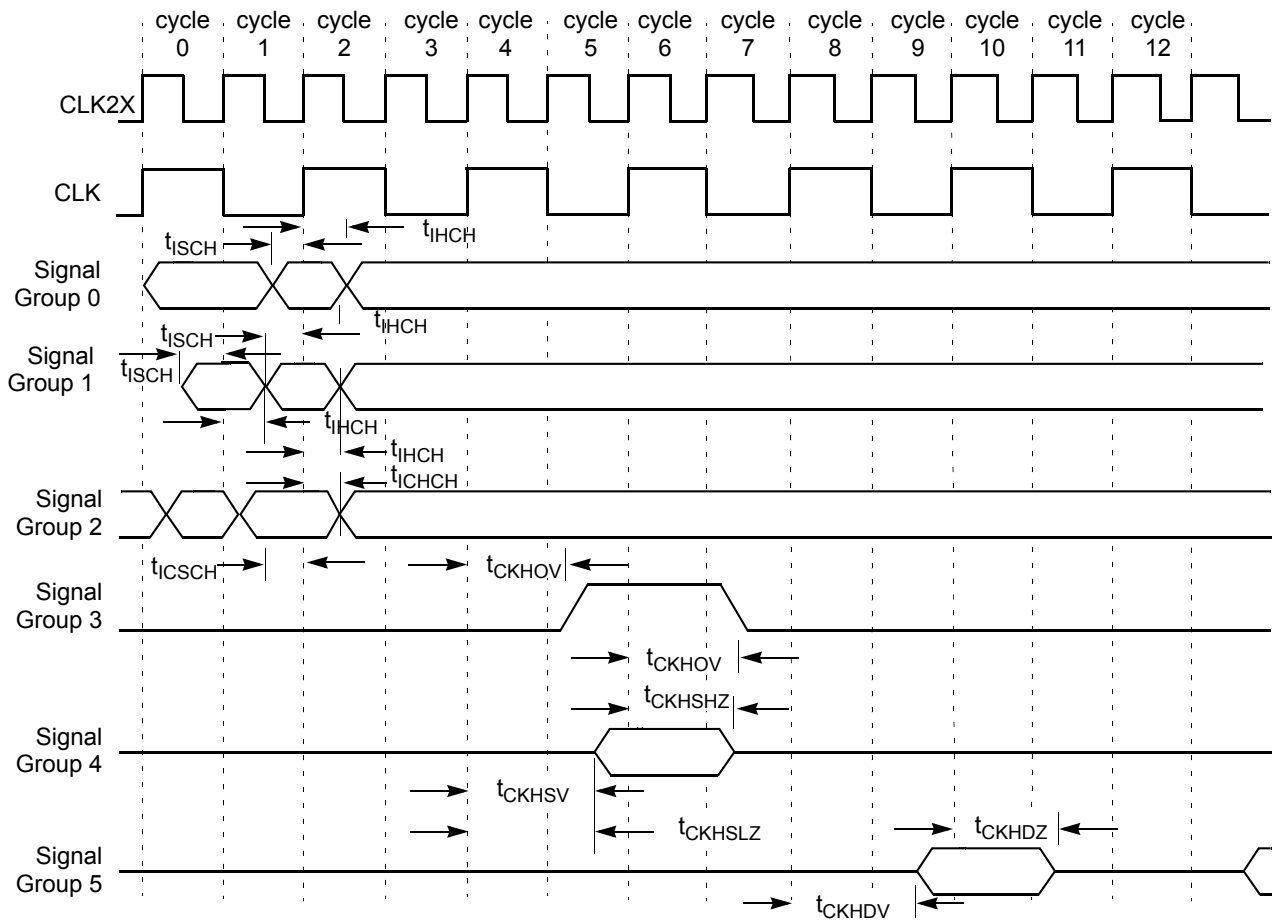 cycle 0
cycle 1
cycle 2
cycle 3
cycle 4
cycle 5
cycle 6
cycle 7
cycle 8
cycle 9
cycle 10
cycle 11
cycle 12
CLK2X
CLK
tIHCH
tISCH
Signal
Group 0
tIHCH
tISCH
Signal
Group 1
tISCH
tIHCH
tIHCH
tICHCH
Signal
Group 2
tICSCH
tCKHOV
Signal
Group 3
tCKHOV
tCKHSHZ
Signal
Group 4
tCKHSV
tCKHSLZ
tCKHDZ
Signal
Group 5
tCKHDV